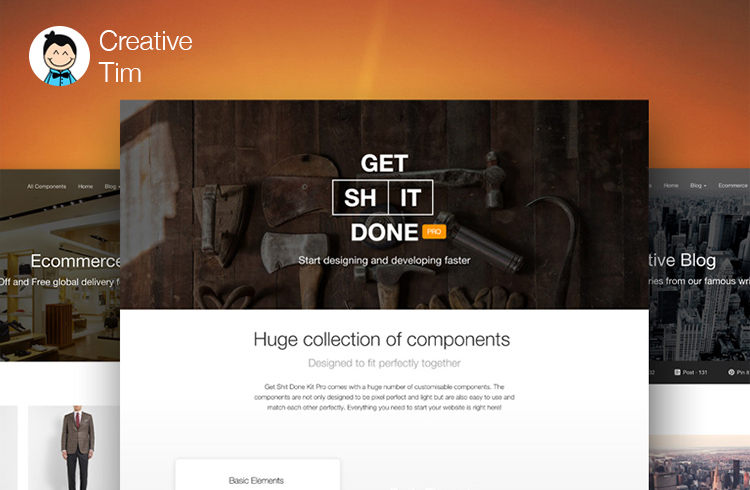 Creative
Tim
GET
SH IT
DONE PRO
Start designing and developing faster
All Components Home Blog
Ecommerce
Off and Free global delivery
Home Blog Ecommerce
tive Blog
ries from our famous wri
32 Post · 131 Pin it
Huge collection of components
Designed to fit perfectly together
Get Shit Done Kit Pro comes with a huge number of customisable components. The
components are not only designed to be pixel perfect and light but are also easy to use and
match each other perfectly. Everything you need to start your website is right here!
Basic Elements